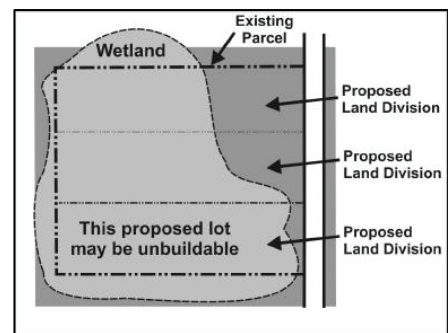 Existing
Parcel
Wetland
Proposed
Land Division
Proposed
Land Division
This proposed lot
may be unbuildable
Proposed
Land Division